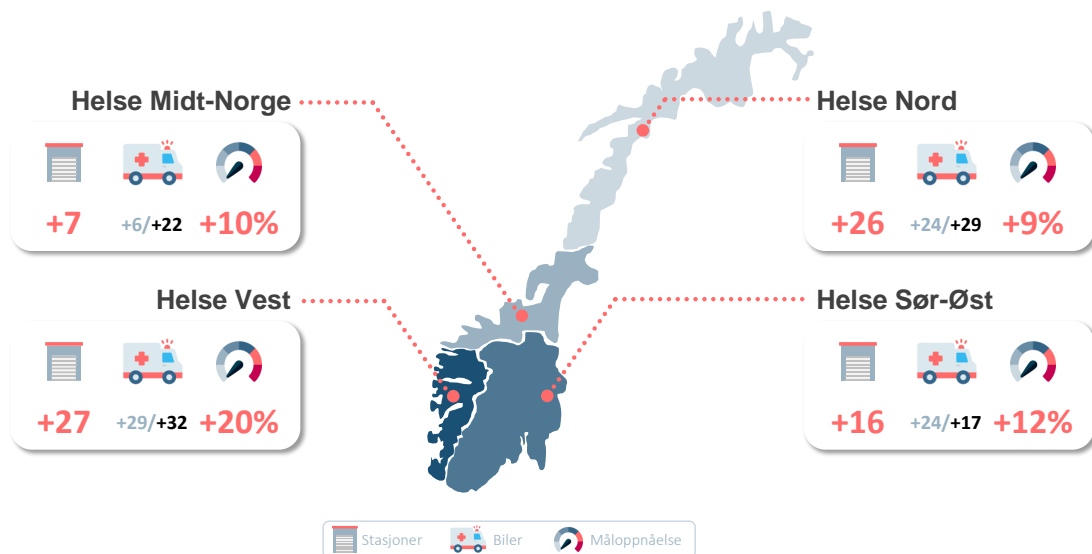 Helse Midt-Norge
+7 +6/+22 +10%
Helse Nord
+26 +24/+29 +9%
Helse Vest
+27 +29/+32 +20%
Helse Sør-Øst
+16 +24/+17 +12%
Stasjoner Biler Måloppnåelse